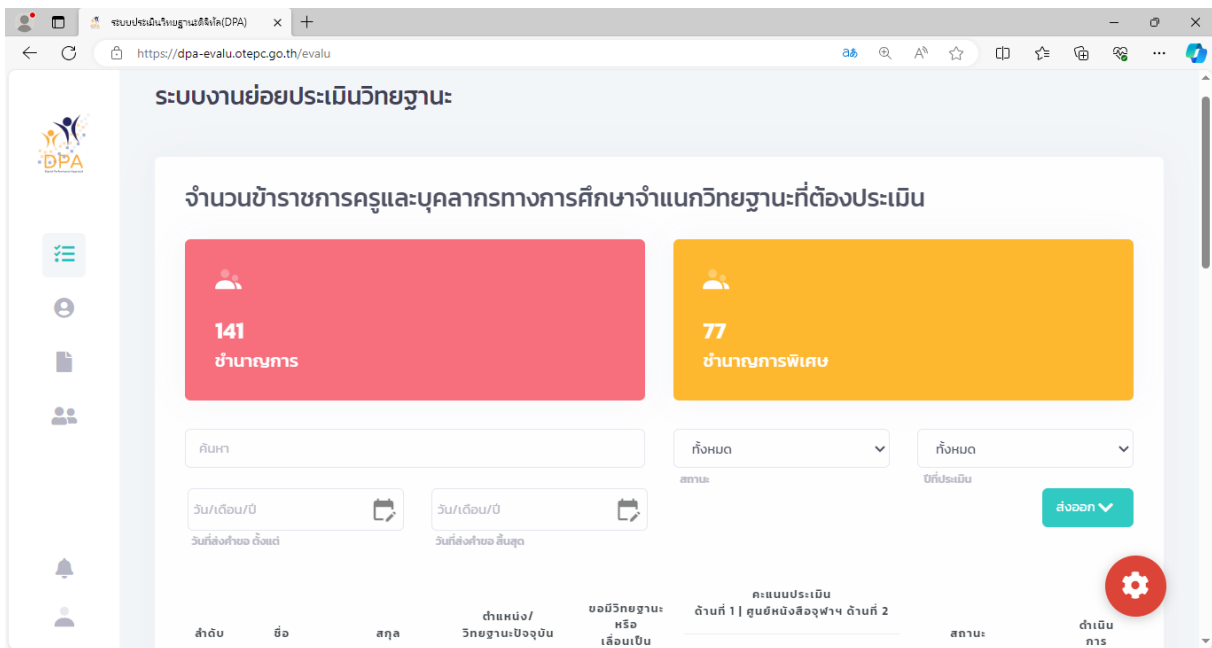 ระบบประเมินวิทยฐานะดิจิทัล(DPA)
https://dpa-evalu.otepc.go.th/evalu
ระบบงานย่อยประเมินวิทยฐานะ
DPA
จำนวนข้าราชการครูและบุคลากรทางการศึกษาจำแนกวิทยฐานะที่ต้องประเมิน
141
ชำนาญการ
77
ชำนาญการพิเศษ
ค้นหา
ทั้งหมด
ทั้งหมด
สถานะ
ปีที่ประเมิน
วัน/เดือน/ปี
วัน/เดือน/ปี
ส่งออก
วันที่ส่งคำขอ ตั้งแต่
วันที่ส่งคำขอ สิ้นสุด
ลำดับ
ชื่อ
สกุล
ตำแหน่ง/
วิทยฐานะปัจจุบัน
ขอมีวิทยฐานะ
หรือ
เลื่อนเป็น
คะแนนประเมิน
ด้านที่ 1 | ศูนย์หนังสือจุฬาฯ ด้านที่ 2
สถานะ
ดำเนิน
การ